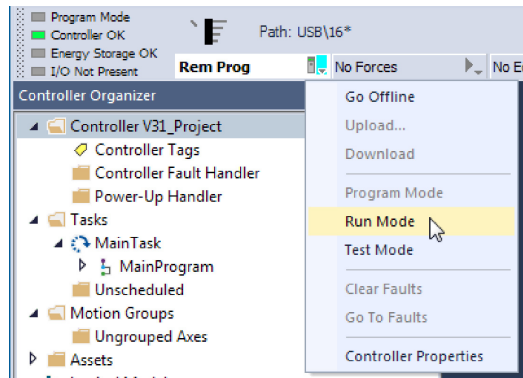 Program Mode
Controller OK
Energy Storage OK
I/O Not Present
Path: USB\16*
Rem Prog
No Forces
No E
Controller Organizer
Controller V31_Project
Controller Tags
Controller Fault Handler
Power-Up Handler
Tasks
MainTask
MainProgram
Unscheduled
Motion Groups
Ungrouped Axes
Assets
Go Offline
Upload...
Download
Program Mode
Run Mode
Test Mode
Clear Faults
Go To Faults
Controller Properties